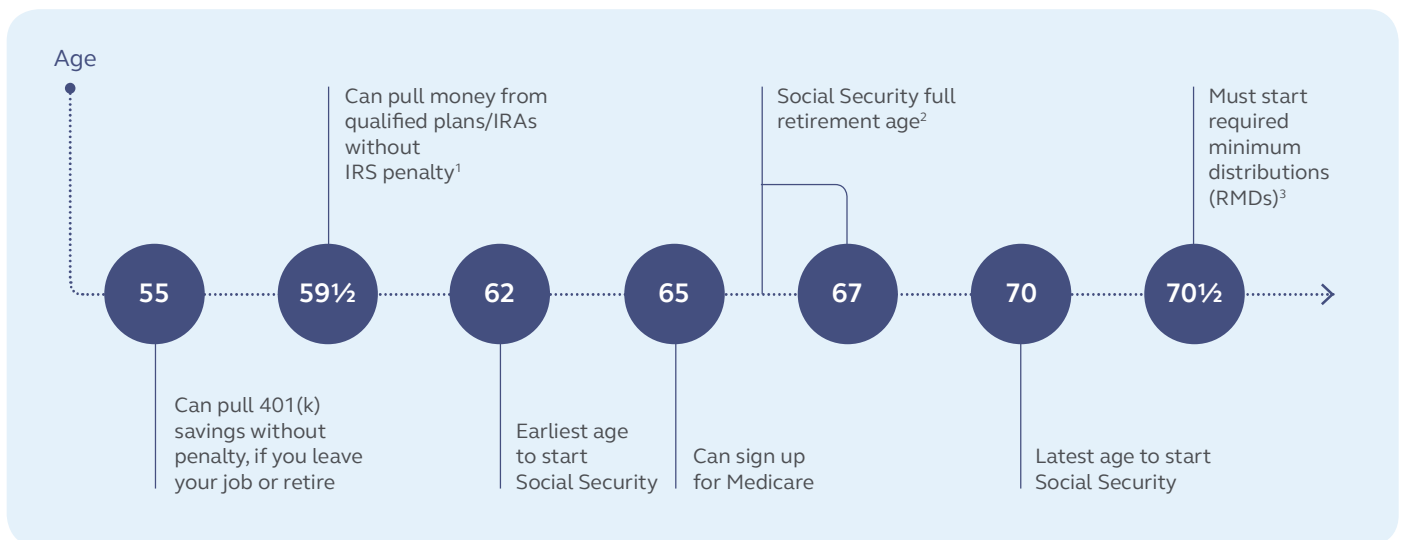 Age
Can pull money from
qualified plans/IRAs
without
IRS penalty¹
Social Security full
retirement age²
Must start
required
minimum
distributions
(RMDs)³
55
59½
62
65
67
70
70½
Can pull 401(k)
savings without
penalty, if you leave
your job or retire
Earliest age
to start
Social Security
Can sign up
for Medicare
Latest age to start
Social Security